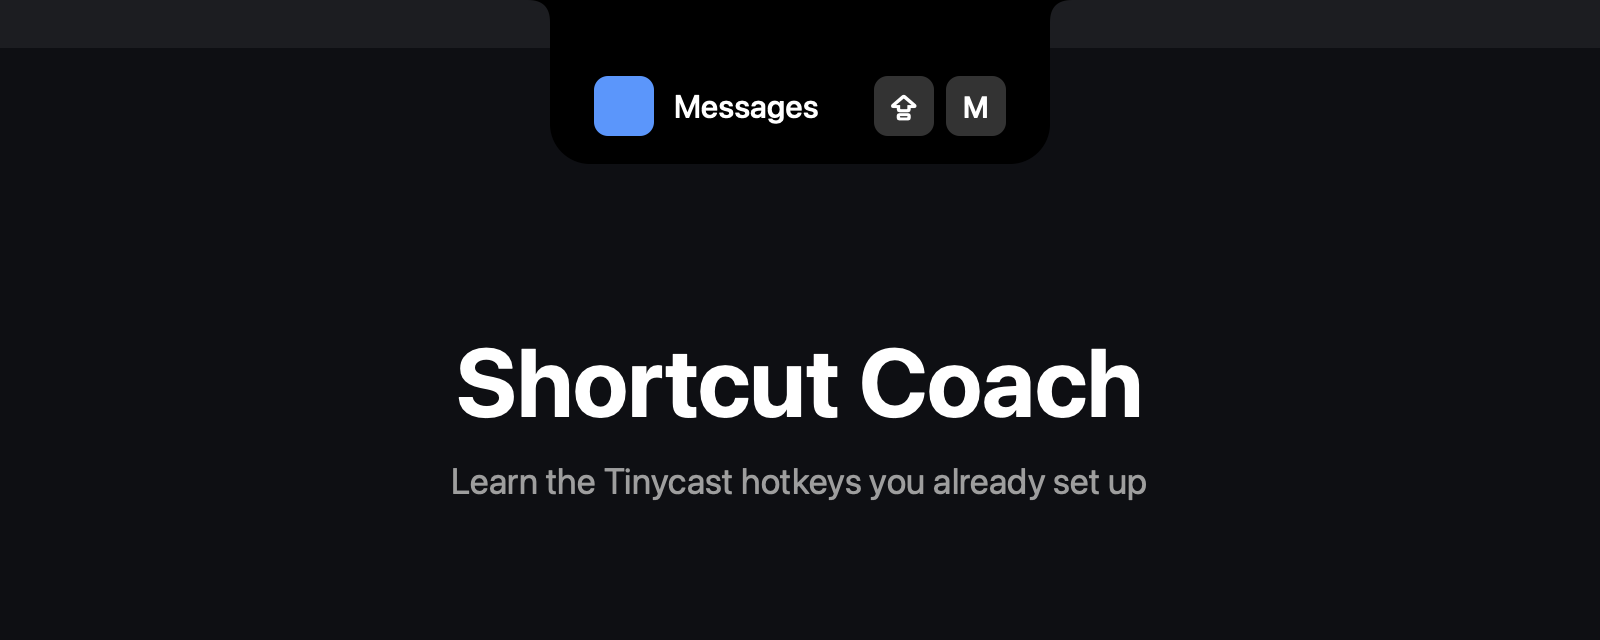 Messages M
Shortcut Coach
Learn the Tinycast hotkeys you already set up